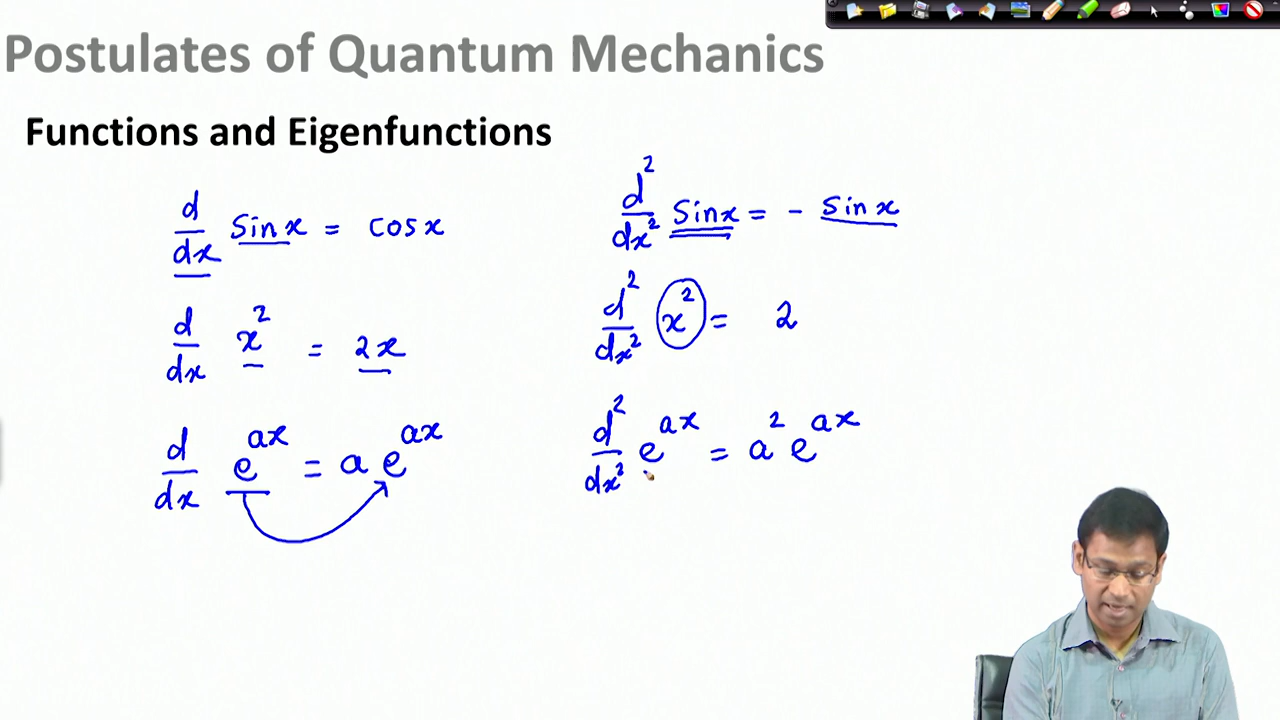 Postulates of Quantum Mechanics
Functions and Eigenfunctions
d/dx Sin x = cos x
d²/dx² Sin x = - Sin x
d/dx x² = 2x
d²/dx² x² = 2
d/dx e^{ax} = a e^{ax}
d²/dx² e^{ax} = a² e^{ax}